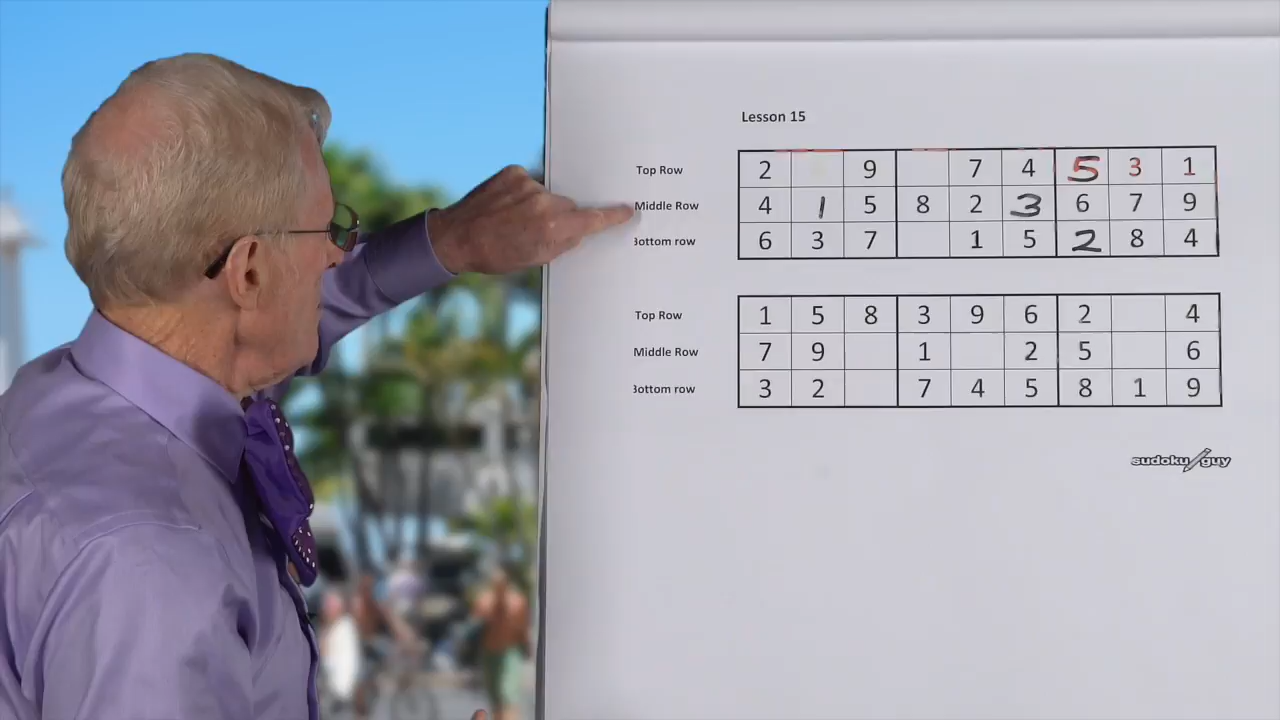 Lesson 15
Top Row 2 9 7 4 5 3 1
Middle Row 4 1 5 8 2 3 6 7 9
Bottom row 6 3 7 1 5 2 8 4
Top Row 1 5 8 3 9 6 2 4
Middle Row 7 9 1 2 5 6
Bottom row 3 2 7 4 5 8 1 9
sudoku guy